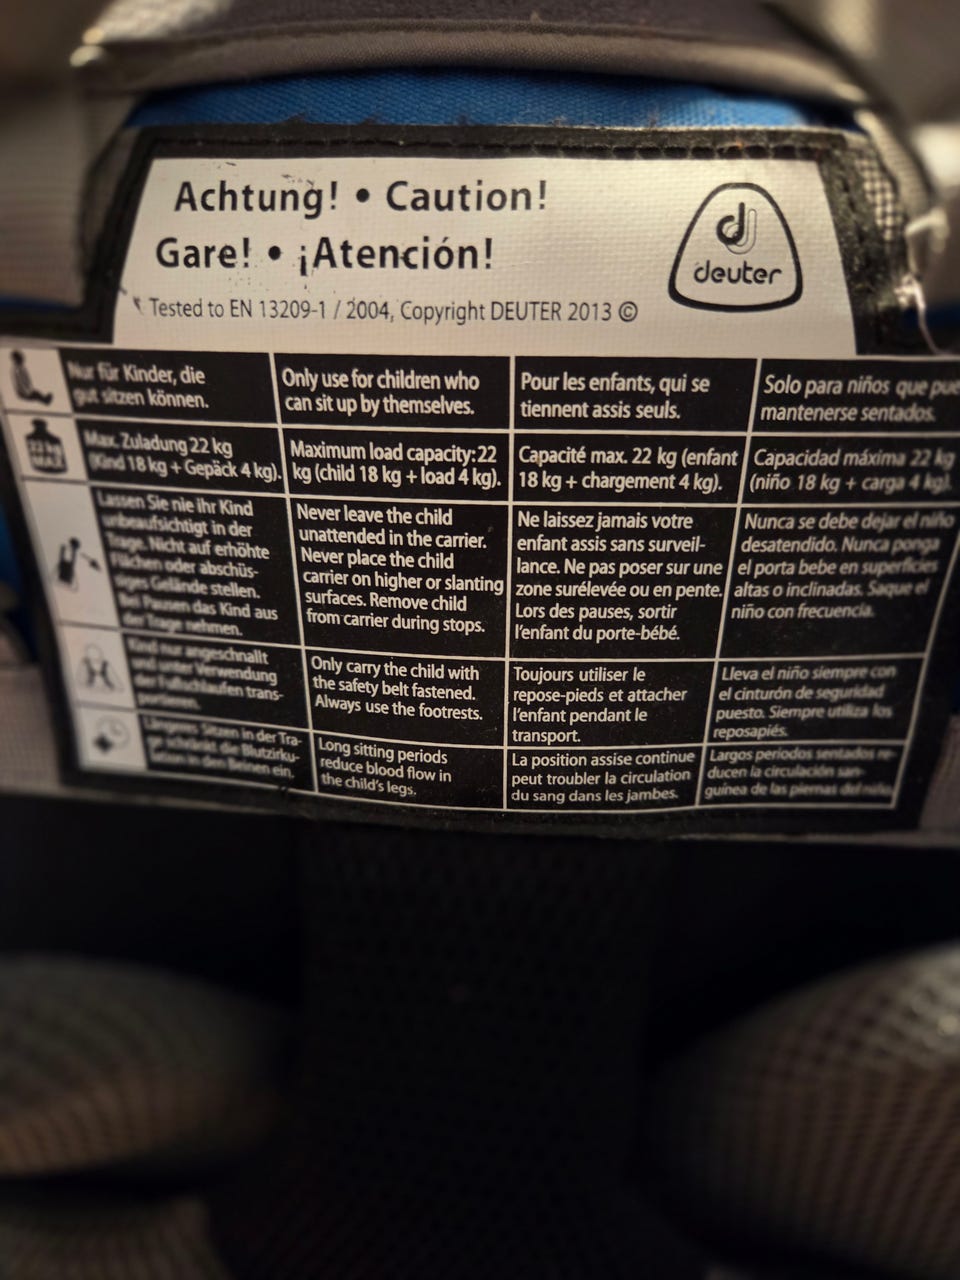 Achtung! • Caution!
Gare! • ¡Atención!
deuter
Tested to EN 13209-1 / 2004, Copyright DEUTER 2013 ©
Nur für Kinder, die
gut sitzen können.
Only use for children who
can sit up by themselves.
Pour les enfants, qui se
tiennent assis seuls.
Solo para niños que pue
mantenerse sentados.
22 kg
MAX
Max. Zuladung 22 kg
(Kind 18 kg + Gepäck 4 kg).
Maximum load capacity: 22
kg (child 18 kg + load 4 kg).
Capacité max. 22 kg (enfant
18 kg + chargement 4 kg).
Capacidad máxima 22 kg
(niño 18 kg + carga 4 kg).
Lassen Sie nie ihr Kind
unbeaufsichtigt in der
Trage. Nicht auf erhöhte
Flächen oder abschüs-
siges Gelände stellen.
Bei Pausen das Kind aus
der Trage nehmen.
Never leave the child
unattended in the carrier.
Never place the child
carrier on higher or slanting
surfaces. Remove child
from carrier during stops.
Ne laissez jamais votre
enfant assis sans surveil-
lance. Ne pas poser sur une
zone surélevée ou en pente.
Lors des pauses, sortir
l'enfant du porte-bébé.
Nunca se debe dejar el niño
desatendido. Nunca ponga
el porta bebe en superficies
altas o inclinadas. Saque el
niño con frecuencia.
Kind nur angeschnallt
und unter Verwendung
der Fußschlaufen trans-
portieren.
Only carry the child with
the safety belt fastened.
Always use the footrests.
Toujours utiliser le
repose-pieds et attacher
l'enfant pendant le
transport.
Lleva el niño siempre con
el cinturón de seguridad
puesto. Siempre utiliza los
reposapiés.
Längeres Sitzen in der Tra-
ge schränkt die Blutzirku-
lation in den Beinen ein.
Long sitting periods
reduce blood flow in
the child's legs.
La position assise continue
peut troubler la circulation
du sang dans les jambes.
Largos periodos sentados re-
ducen la circulación san-
guínea de las piernas del niño